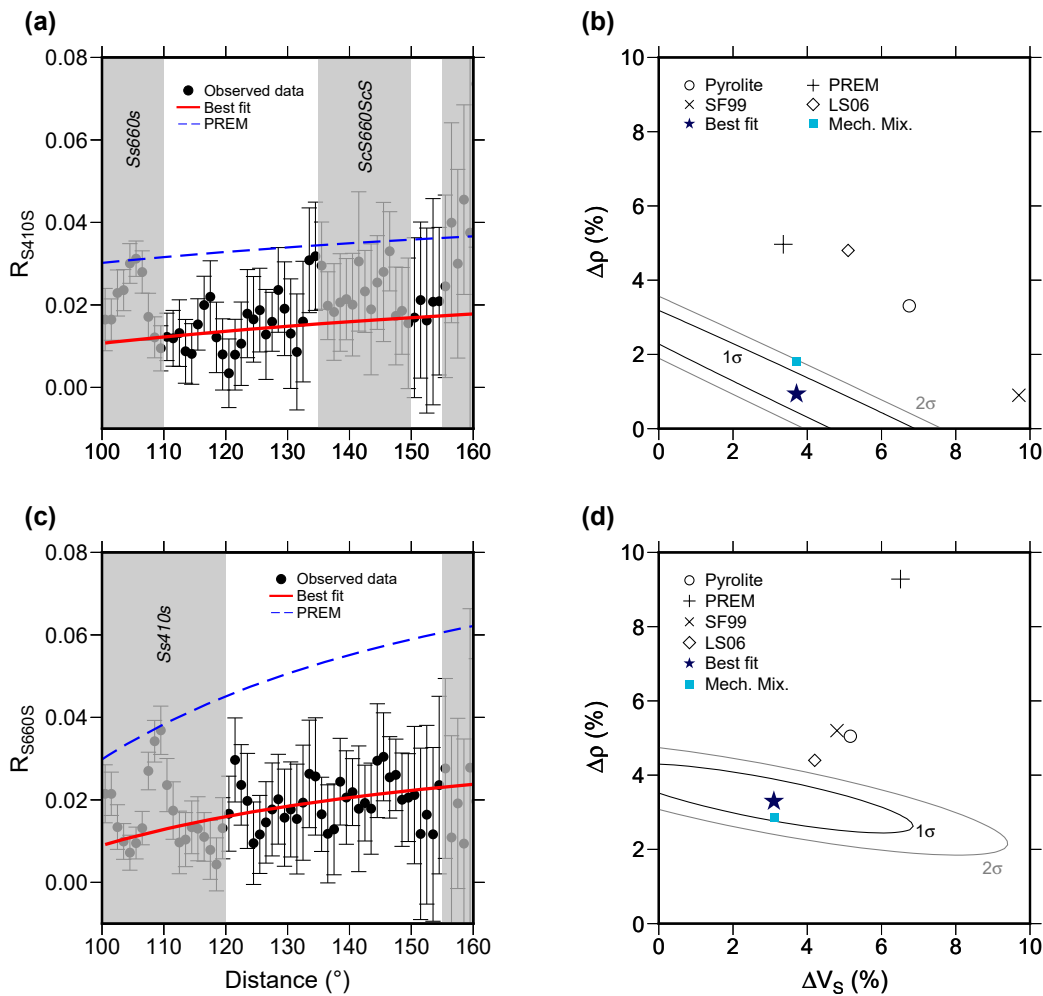 (a)
0.08
0.06
0.04
0.02
0.00
R_S410S
Ss660s
ScS660ScS
Observed data
Best fit
PREM
100 110 120 130 140 150 160
(b)
10
8
6
4
2
0
Δρ (%)
Pyrolite
SF99
Best fit
PREM
LS06
Mech. Mix.
1σ
2σ
0 2 4 6 8 10
(c)
0.08
0.06
0.04
0.02
0.00
R_S660S
Ss410s
Observed data
Best fit
PREM
100 110 120 130 140 150 160
Distance (°)
(d)
10
8
6
4
2
0
Δρ (%)
Pyrolite
PREM
SF99
LS06
Best fit
Mech. Mix.
1σ
2σ
0 2 4 6 8 10
ΔV_S (%)